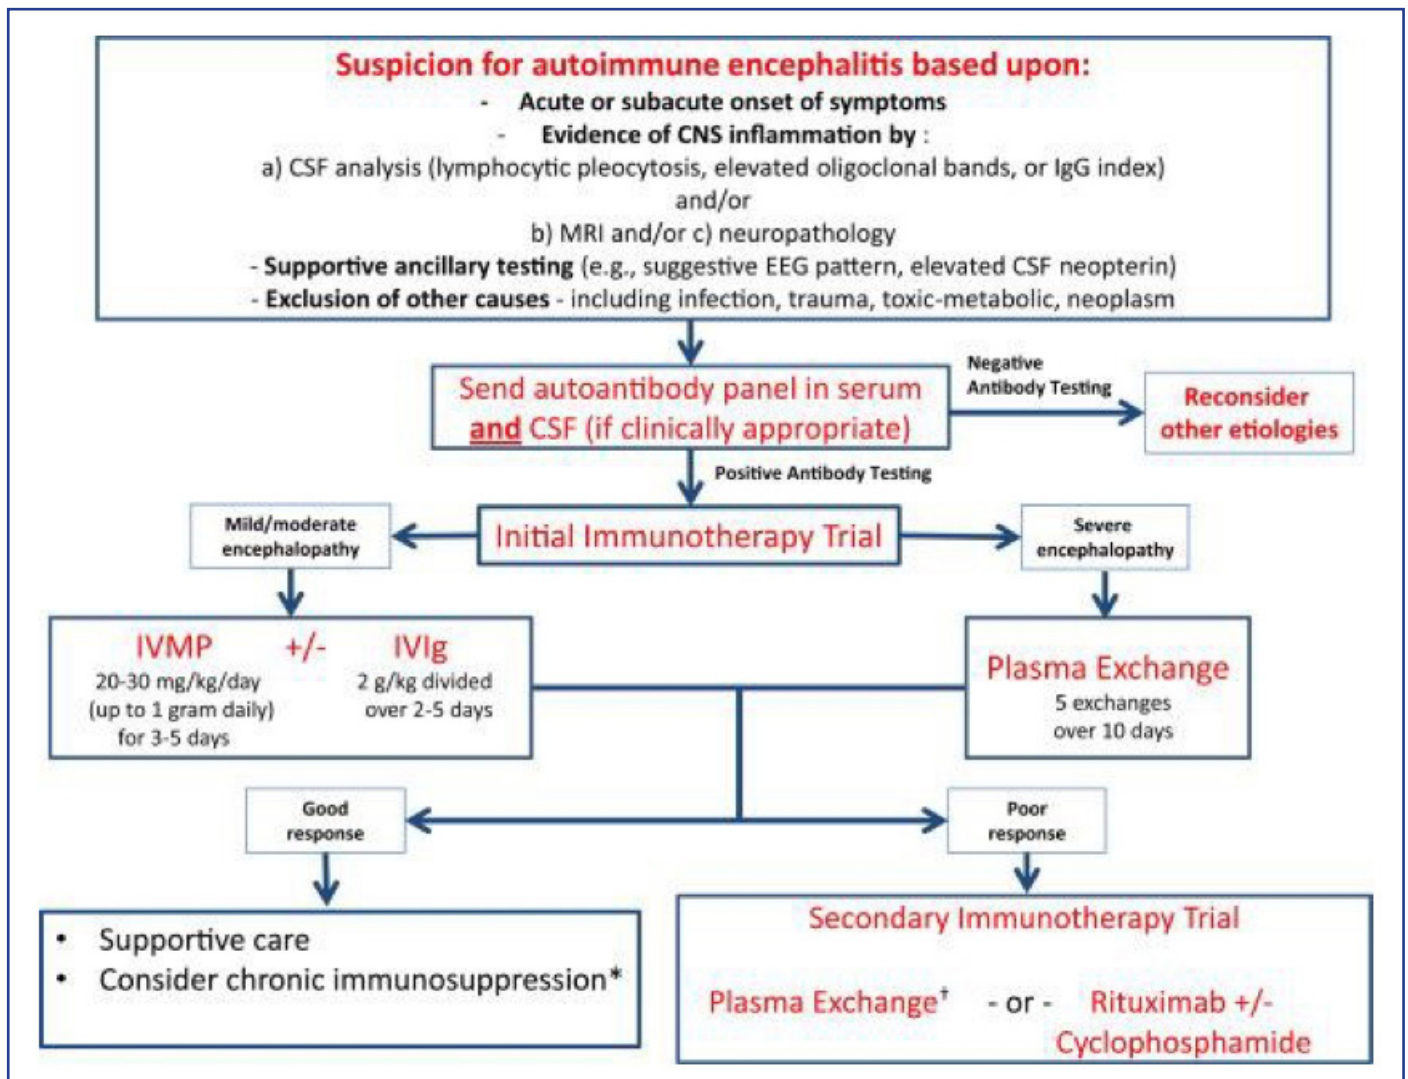 Suspicion for autoimmune encephalitis based upon:
- Acute or subacute onset of symptoms
- Evidence of CNS inflammation by :
a) CSF analysis (lymphocytic pleocytosis, elevated oligoclonal bands, or IgG index)
and/or
b) MRI and/or c) neuropathology
- Supportive ancillary testing (e.g., suggestive EEG pattern, elevated CSF neopterin)
- Exclusion of other causes - including infection, trauma, toxic-metabolic, neoplasm
Send autoantibody panel in serum
and CSF (if clinically appropriate)
Negative
Antibody Testing
Reconsider
other etiologies
Positive Antibody Testing
Mild/moderate
encephalopathy
Initial Immunotherapy Trial
Severe
encephalopathy
IVMP +/- IVIg
20-30 mg/kg/day
(up to 1 gram daily)
for 3-5 days
2 g/kg divided
over 2-5 days
Plasma Exchange
5 exchanges
over 10 days
Good
response
Poor
response
• Supportive care
• Consider chronic immunosuppression*
Secondary Immunotherapy Trial
Plasma Exchange† - or - Rituximab +/-
Cyclophosphamide